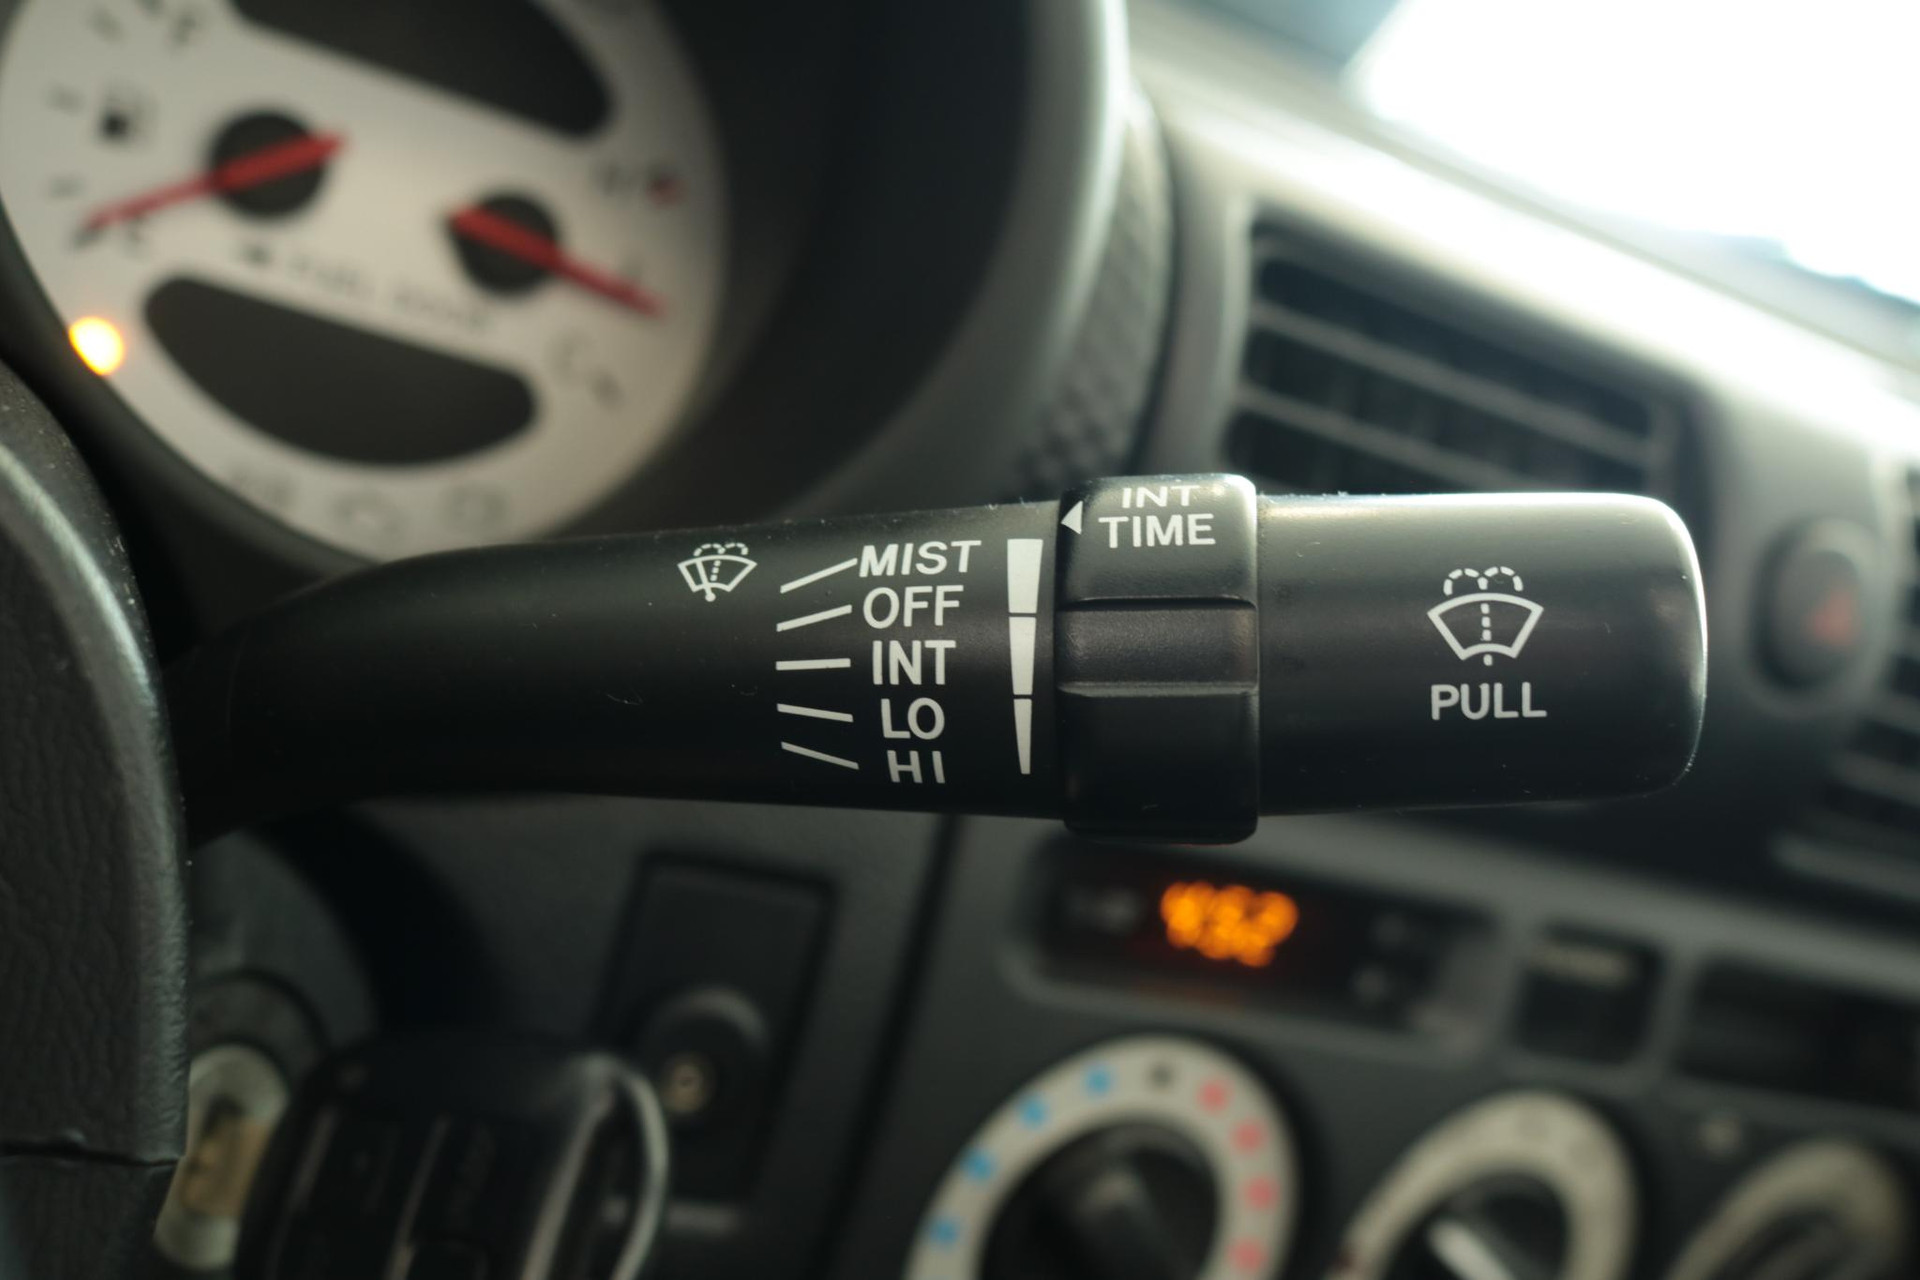 INT
TIME
MIST
OFF
INT
LO
HI
PULL